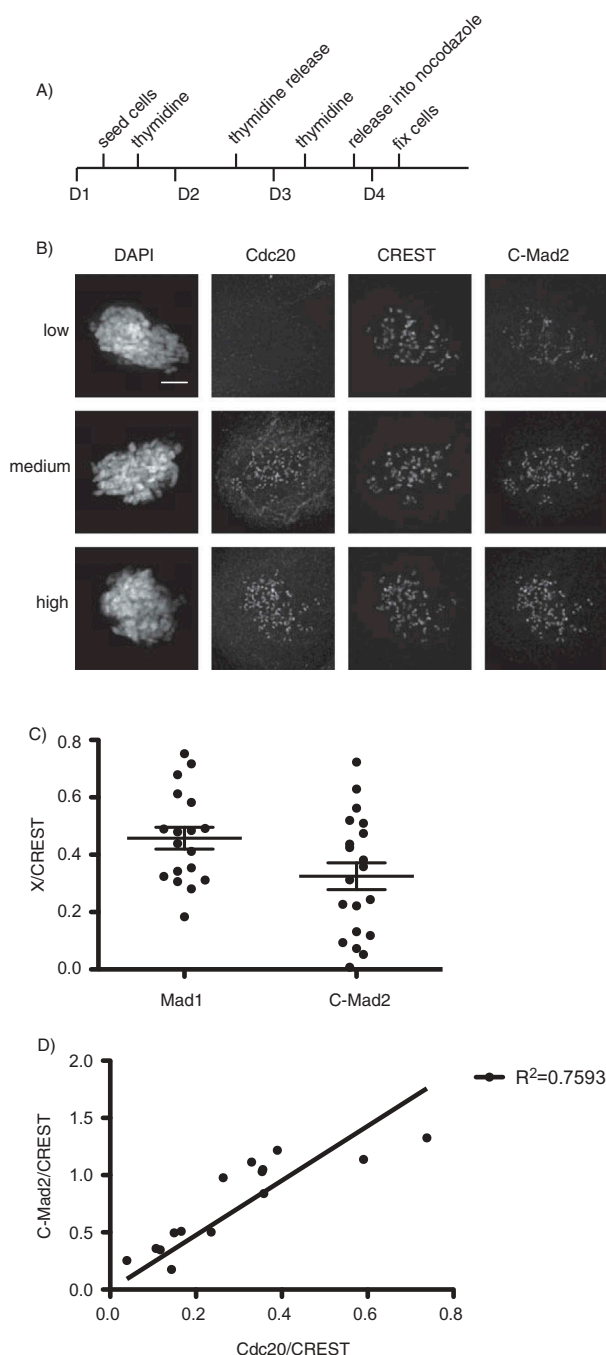 A)
seed cells
thymidine
thymidine release
thymidine
release into nocodazole
fix cells
D1
D2
D3
D4
B)
DAPI
Cdc20
CREST
C-Mad2
low
medium
high
C)
0.8
0.6
0.4
0.2
0.0
X/CREST
Mad1
C-Mad2
D)
2.0
1.5
1.0
0.5
0.0
C-Mad2/CREST
R²=0.7593
0.0
0.2
0.4
0.6
0.8
Cdc20/CREST